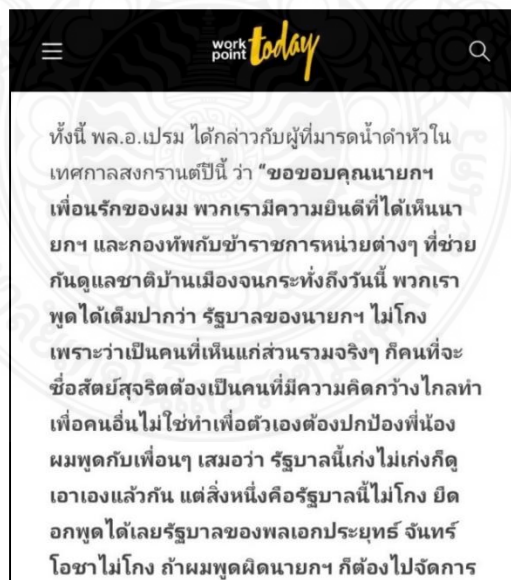 work
point today
ทั้งนี้ พล.อ.เปรม ได้กล่าวกับผู้ที่มารดน้ำดำหัวใน
เทศกาลสงกรานต์ปีนี้ ว่า "ขอขอบคุณนายกฯ
เพื่อนรักของผม พวกเรามีความยินดีที่ได้เห็นนา
ยกฯ และกองทัพกับข้าราชการหน่วยต่างๆ ที่ช่วย
กันดูแลชาติบ้านเมืองจนกระทั่งถึงวันนี้ พวกเรา
พูดได้เต็มปากว่า รัฐบาลของนายกฯ ไม่โกง
เพราะว่าเป็นคนที่เห็นแก่ส่วนรวมจริงๆ ก็คนที่จะ
ซื่อสัตย์สุจริตต้องเป็นคนที่มีความคิดกว้างไกลทำ
เพื่อคนอื่นไม่ใช่ทำเพื่อตัวเองต้องปกป้องพี่น้อง
ผมพูดกับเพื่อนๆ เสมอว่า รัฐบาลนี้เก่งไม่เก่งก็ดู
เอาเองแล้วกัน แต่สิ่งหนึ่งคือรัฐบาลนี้ไม่โกง ยืด
อกพูดได้เลยรัฐบาลของพลเอกประยุทธ์ จันทร์
โอชาไม่โกง ถ้าผมพูดผิดนายกฯ ก็ต้องไปจัดการ